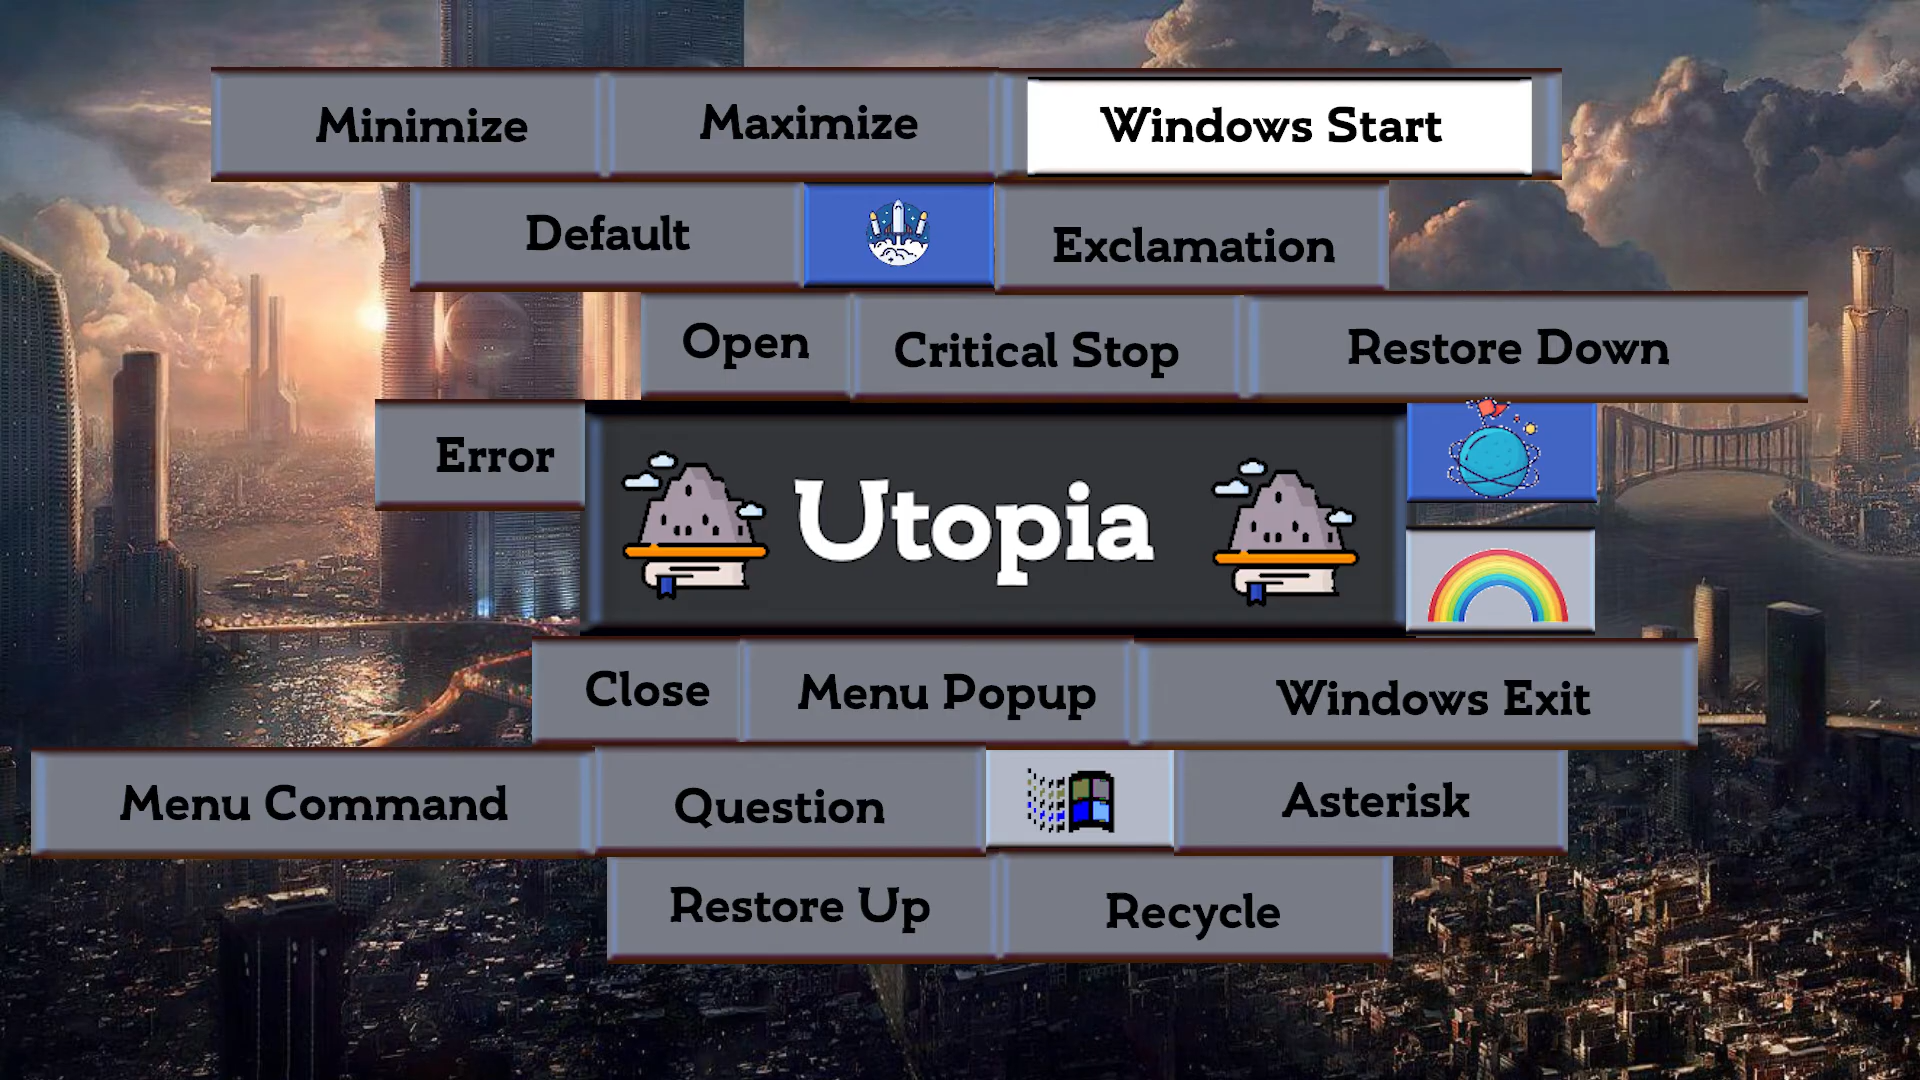 Minimize
Maximize
Windows Start
Default
Exclamation
Open
Critical Stop
Restore Down
Error
Utopia
Close
Menu Popup
Windows Exit
Menu Command
Question
Asterisk
Restore Up
Recycle